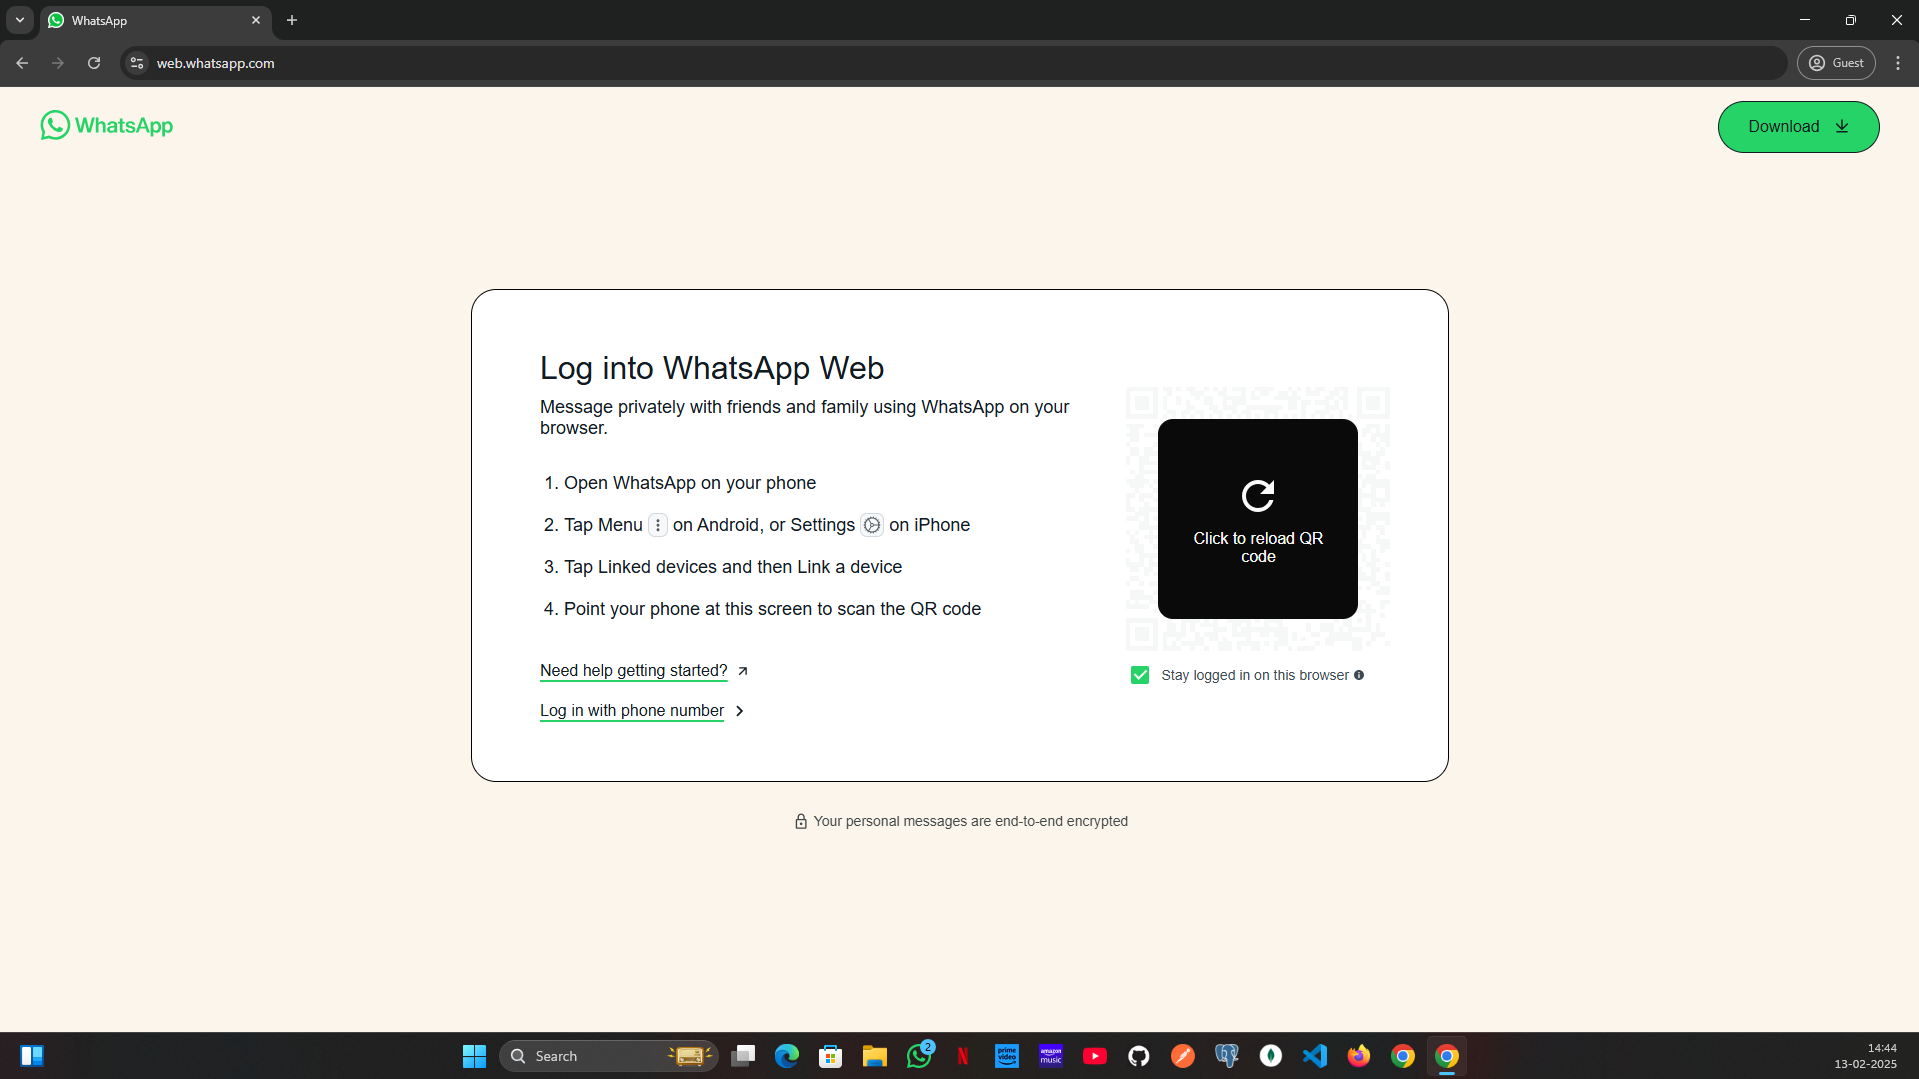 WhatsApp
web.whatsapp.com
Guest
WhatsApp
Download
Log into WhatsApp Web
Message privately with friends and family using WhatsApp on your
browser.
1. Open WhatsApp on your phone
2. Tap Menu on Android, or Settings on iPhone
3. Tap Linked devices and then Link a device
4. Point your phone at this screen to scan the QR code
Need help getting started?
Log in with phone number
Click to reload QR
code
Stay logged in on this browser
Your personal messages are end-to-end encrypted
Search
2
N
prime
video
amazon
music
14:44
13-02-2025